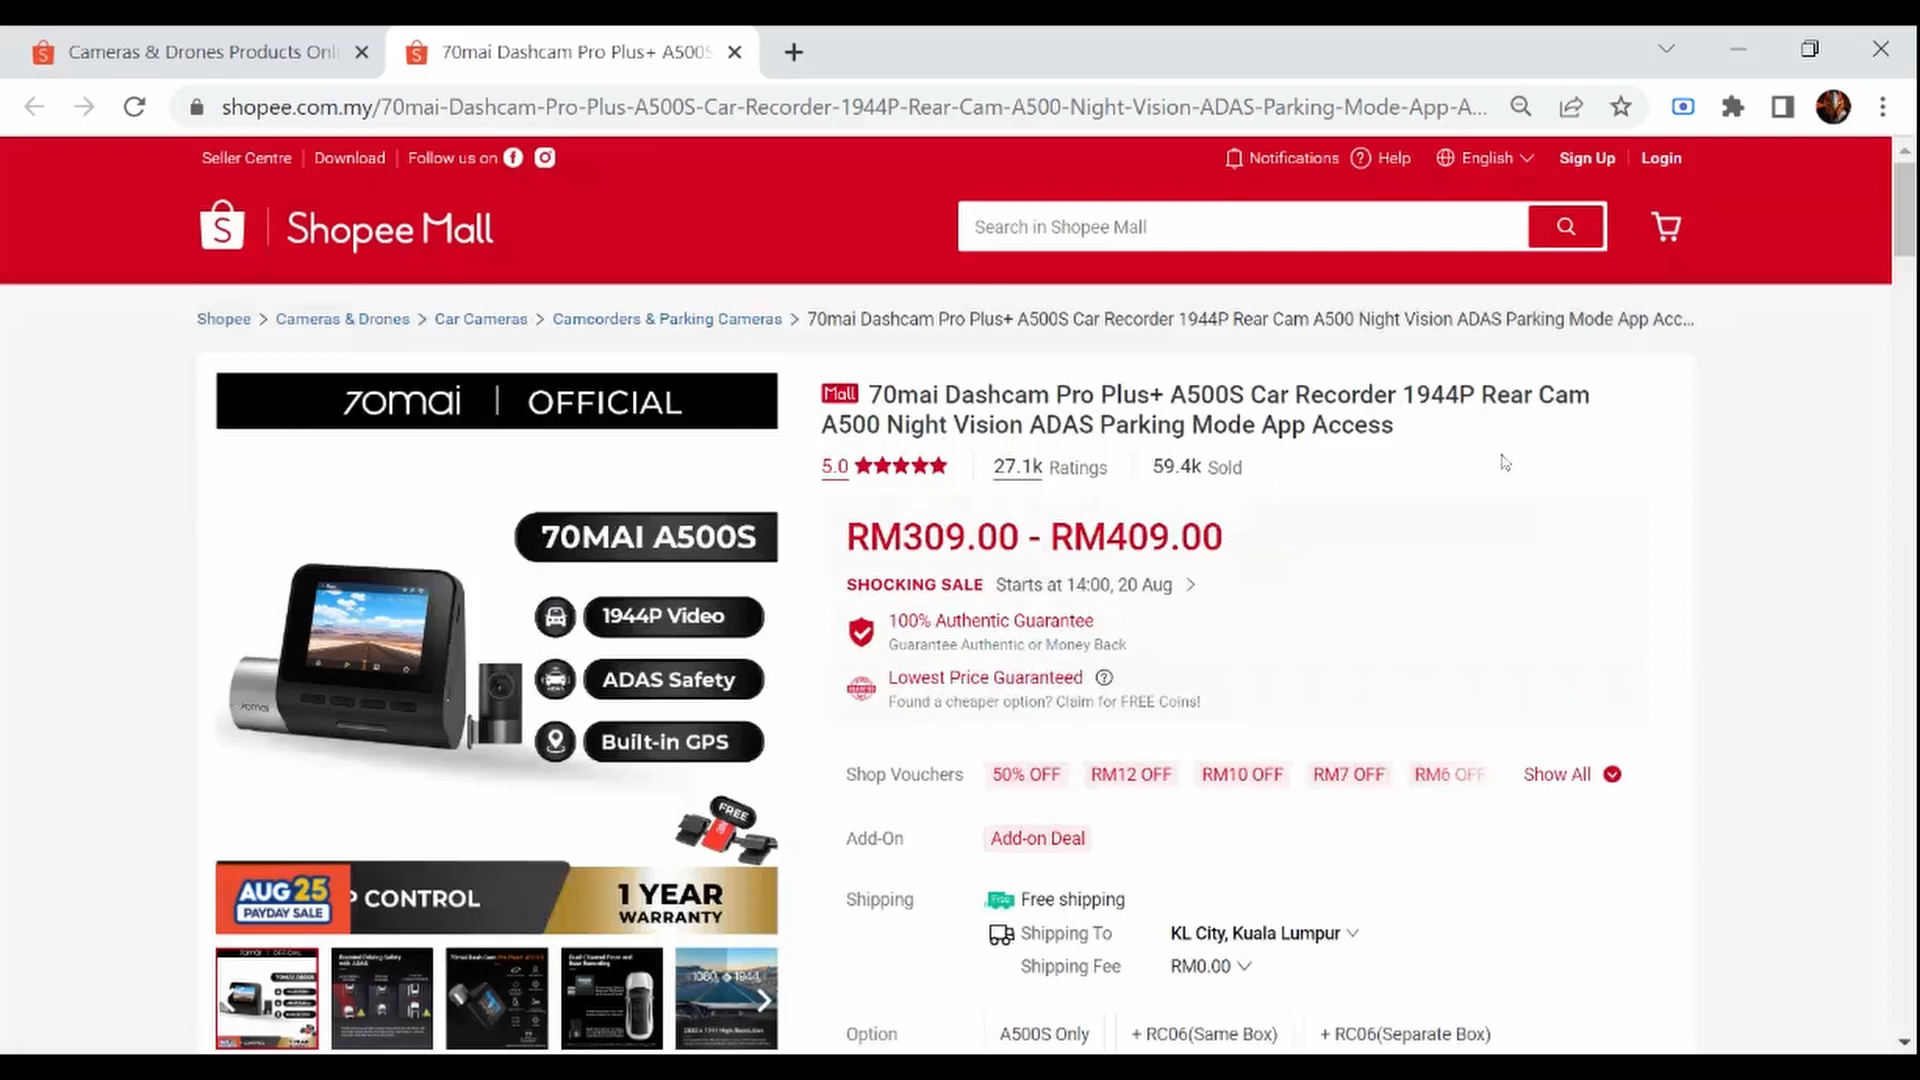 Cameras & Drones Products Onl
70mai Dashcam Pro Plus+ A500S
shopee.com.my/70mai-Dashcam-Pro-Plus-A500S-Car-Recorder-1944P-Rear-Cam-A500-Night-Vision-ADAS-Parking-Mode-App-A...
Seller Centre
Download
Follow us on
Notifications
Help
English
Sign Up
Login
Shopee Mall
Search in Shopee Mall
Shopee > Cameras & Drones > Car Cameras > Camcorders & Parking Cameras > 70mai Dashcam Pro Plus+ A500S Car Recorder 1944P Rear Cam A500 Night Vision ADAS Parking Mode App Acc...
70mai | OFFICIAL
70MAI A500S
1944P Video
ADAS Safety
Built-in GPS
FREE
AUG 25
PAYDAY SALE
P CONTROL
1 YEAR
WARRANTY
Mall 70mai Dashcam Pro Plus+ A500S Car Recorder 1944P Rear Cam
A500 Night Vision ADAS Parking Mode App Access
5.0
27.1k Ratings
59.4k Sold
RM309.00 - RM409.00
SHOCKING SALE Starts at 14:00, 20 Aug >
100% Authentic Guarantee
Guarantee Authentic or Money Back
Lowest Price Guaranteed
Found a cheaper option? Claim for FREE Coins!
Shop Vouchers
50% OFF
RM12 OFF
RM10 OFF
RM7 OFF
RM6 OFF
Show All
Add-On
Add-on Deal
Shipping
Free shipping
Shipping To
KL City, Kuala Lumpur
Shipping Fee
RM0.00
Option
A500S Only
+ RC06(Same Box)
+ RC06(Separate Box)